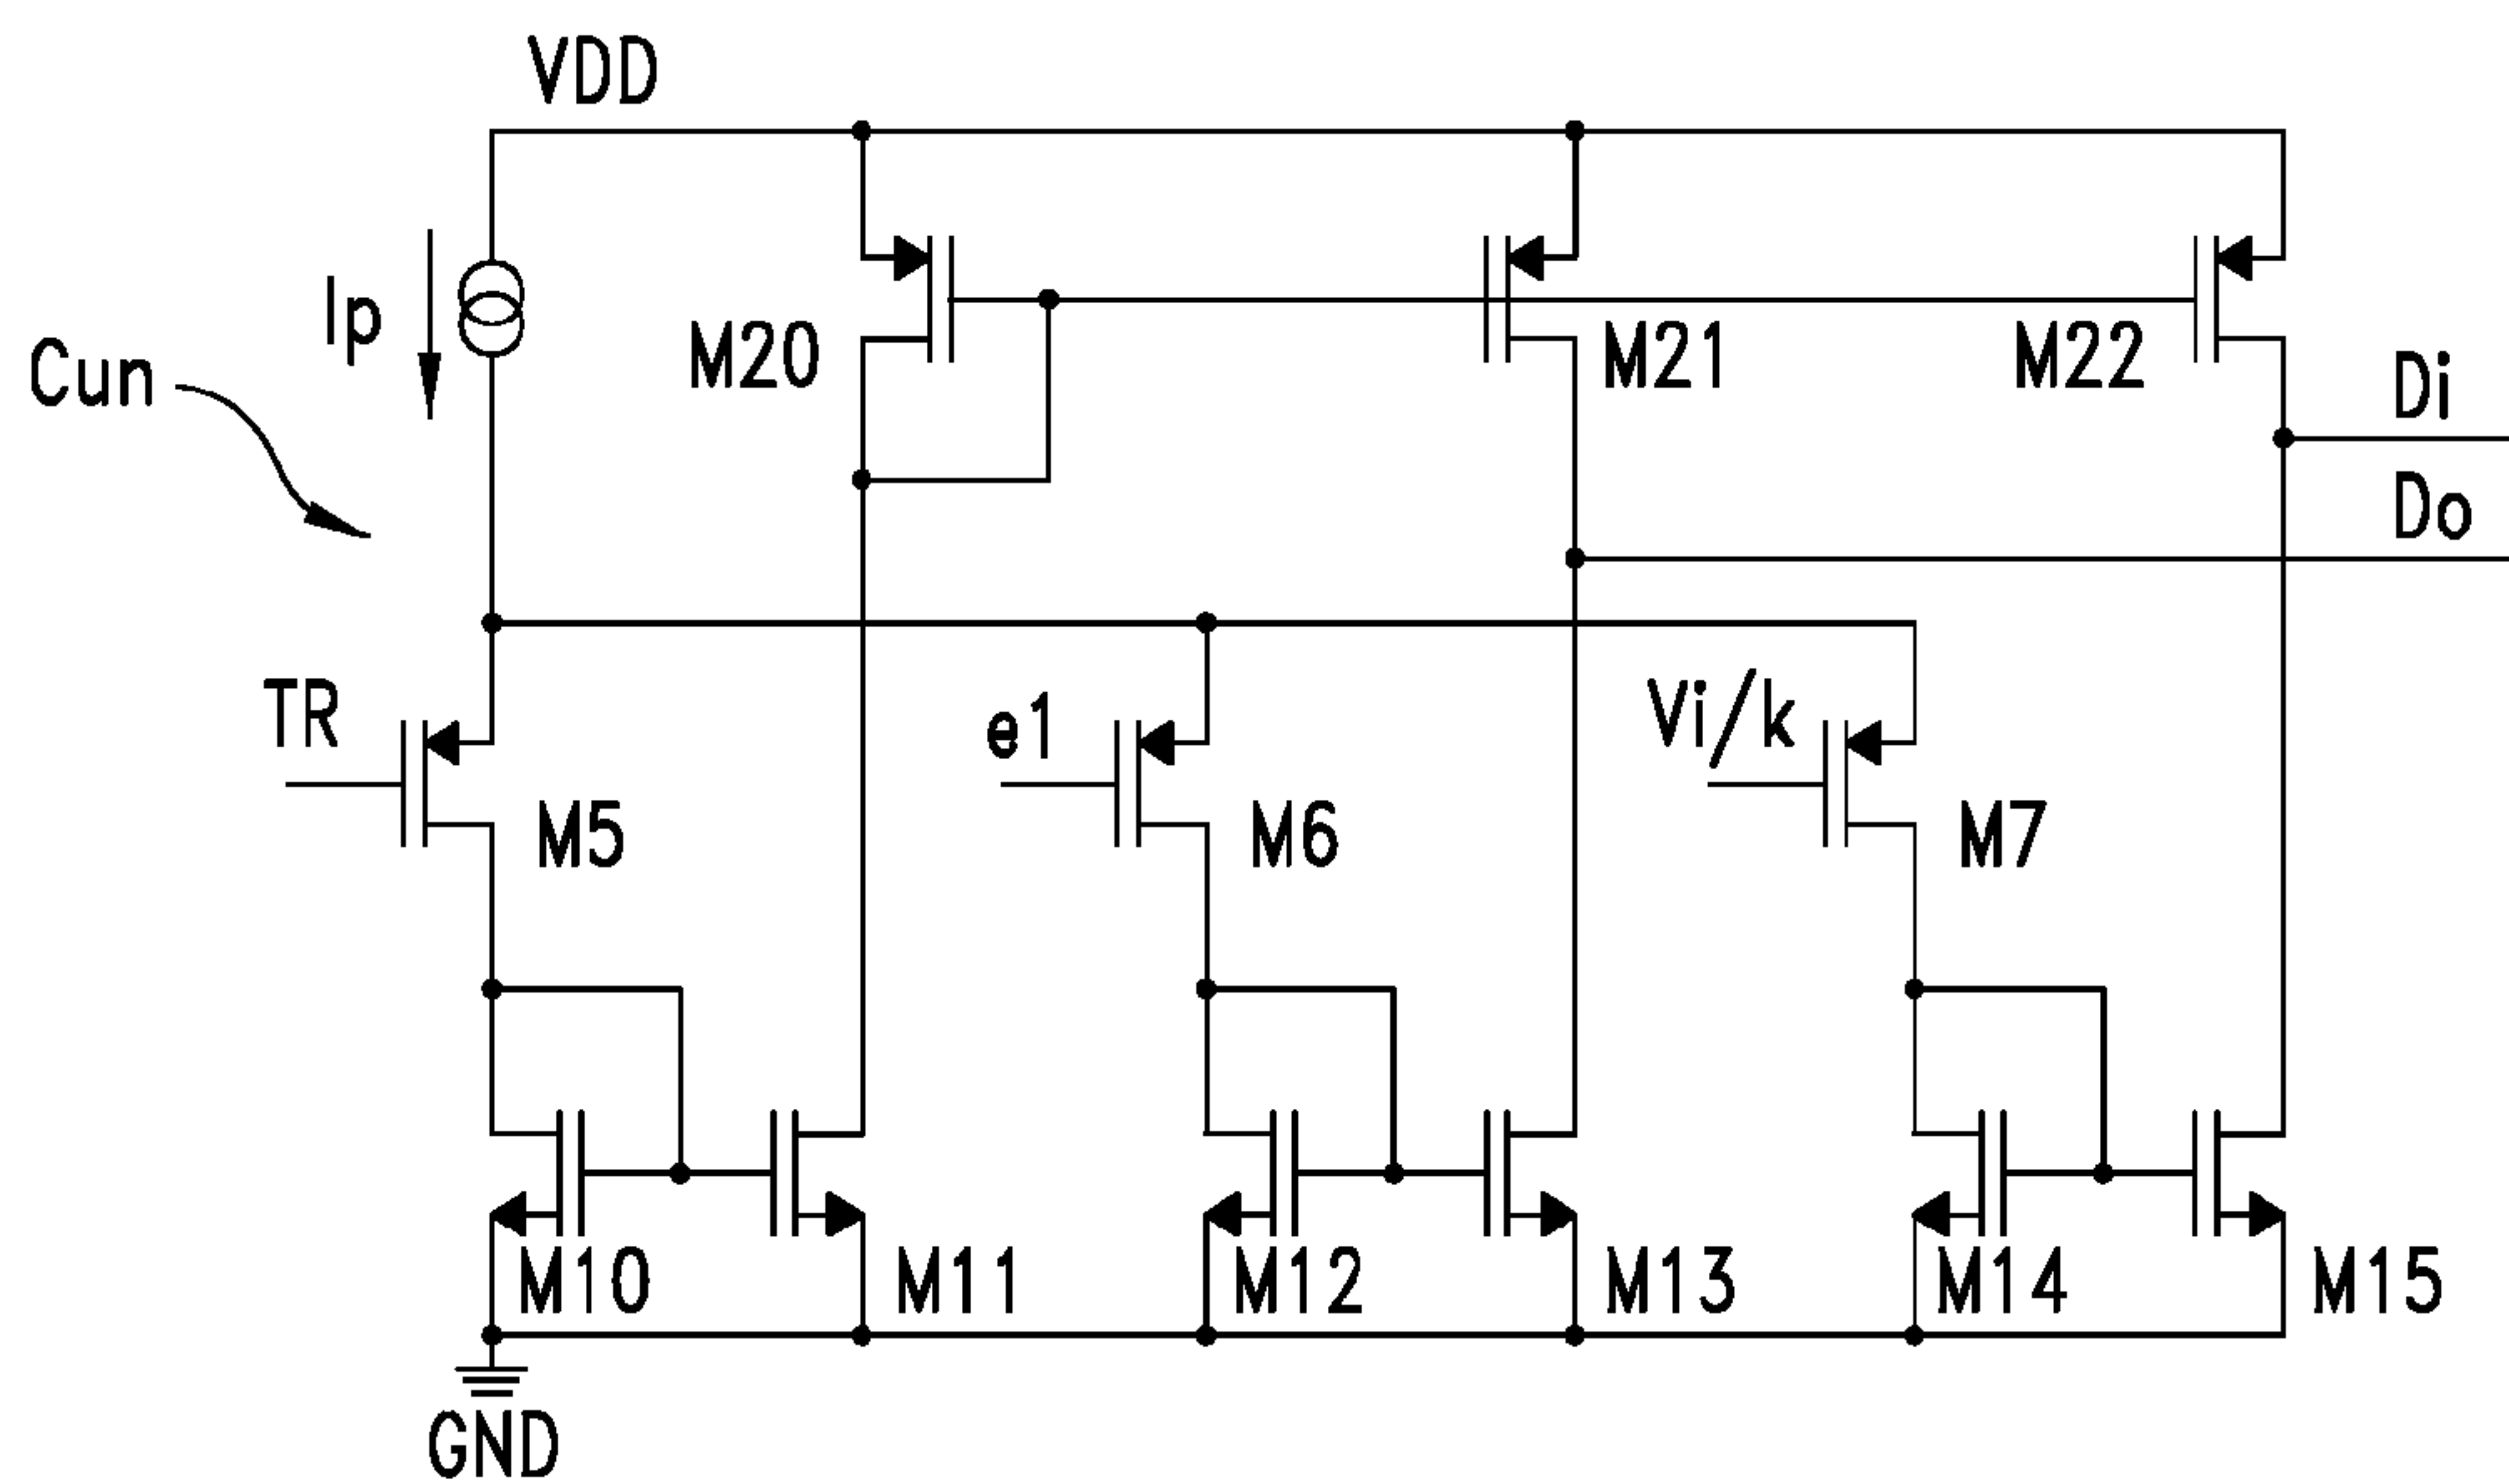 VDD
Ip
Cun
M20
M21
M22
Di
Do
TR
e1
Vi/k
M5
M6
M7
M10
M11
M12
M13
M14
M15
GND